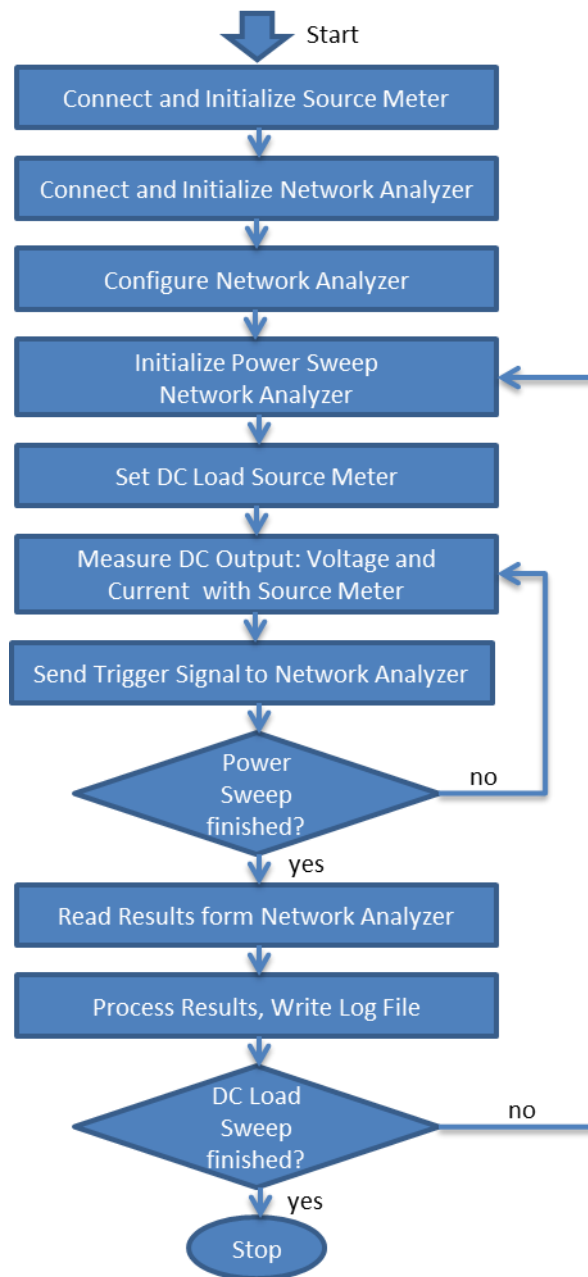 Start
Connect and Initialize Source Meter
Connect and Initialize Network Analyzer
Configure Network Analyzer
Initialize Power Sweep
Network Analyzer
Set DC Load Source Meter
Measure DC Output: Voltage and
Current with Source Meter
Send Trigger Signal to Network Analyzer
Power
Sweep
finished?
no
yes
Read Results form Network Analyzer
Process Results, Write Log File
DC Load
Sweep
finished?
no
yes
Stop